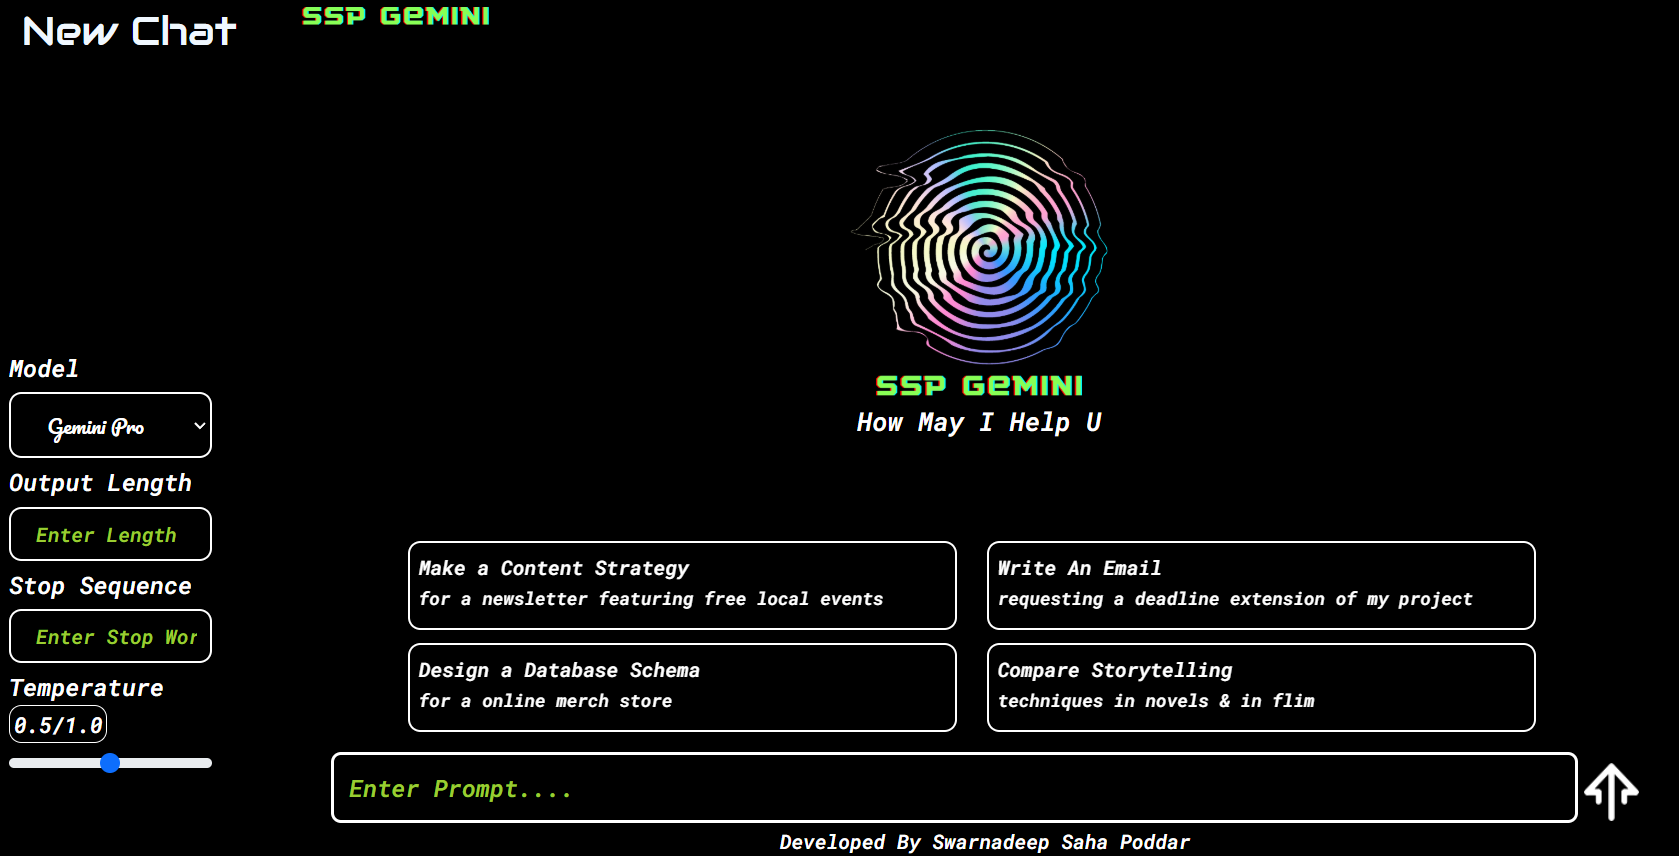 New Chat
SSP GEMINI
SSP GEMINI
How May I Help U
Model
Gemini Pro
Output Length
Enter Length
Stop Sequence
Enter Stop Wor
Temperature
0.5/1.0
Make a Content Strategy
for a newsletter featuring free local events
Write An Email
requesting a deadline extension of my project
Design a Database Schema
for a online merch store
Compare Storytelling
techniques in novels & in flim
Enter Prompt....
Developed By Swarnadeep Saha Poddar